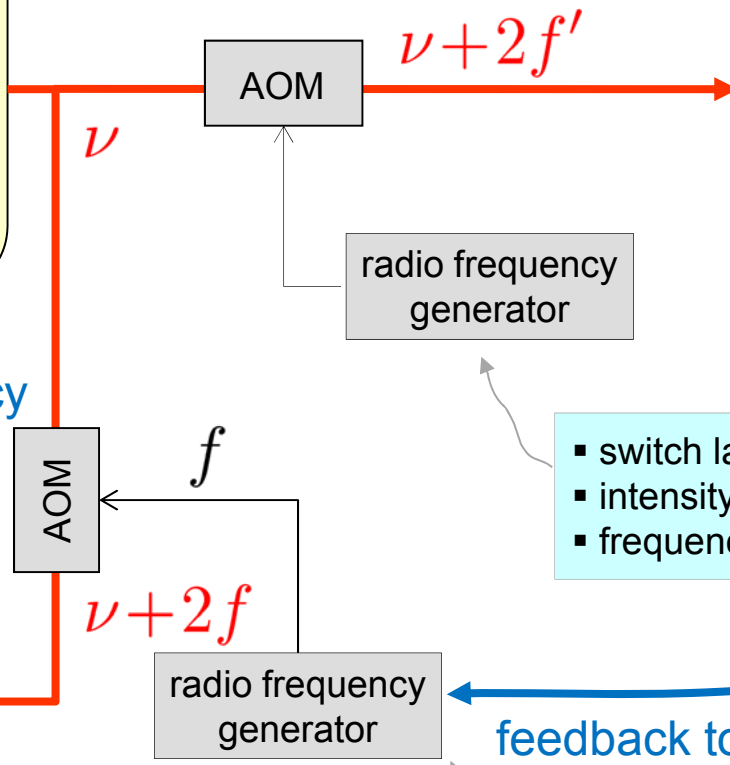 ν+2f′
AOM
ν
radio frequency
generator
f
▪ switch
AOM
▪ intensity
▪
ν+2f
radio frequency
generator
feedback